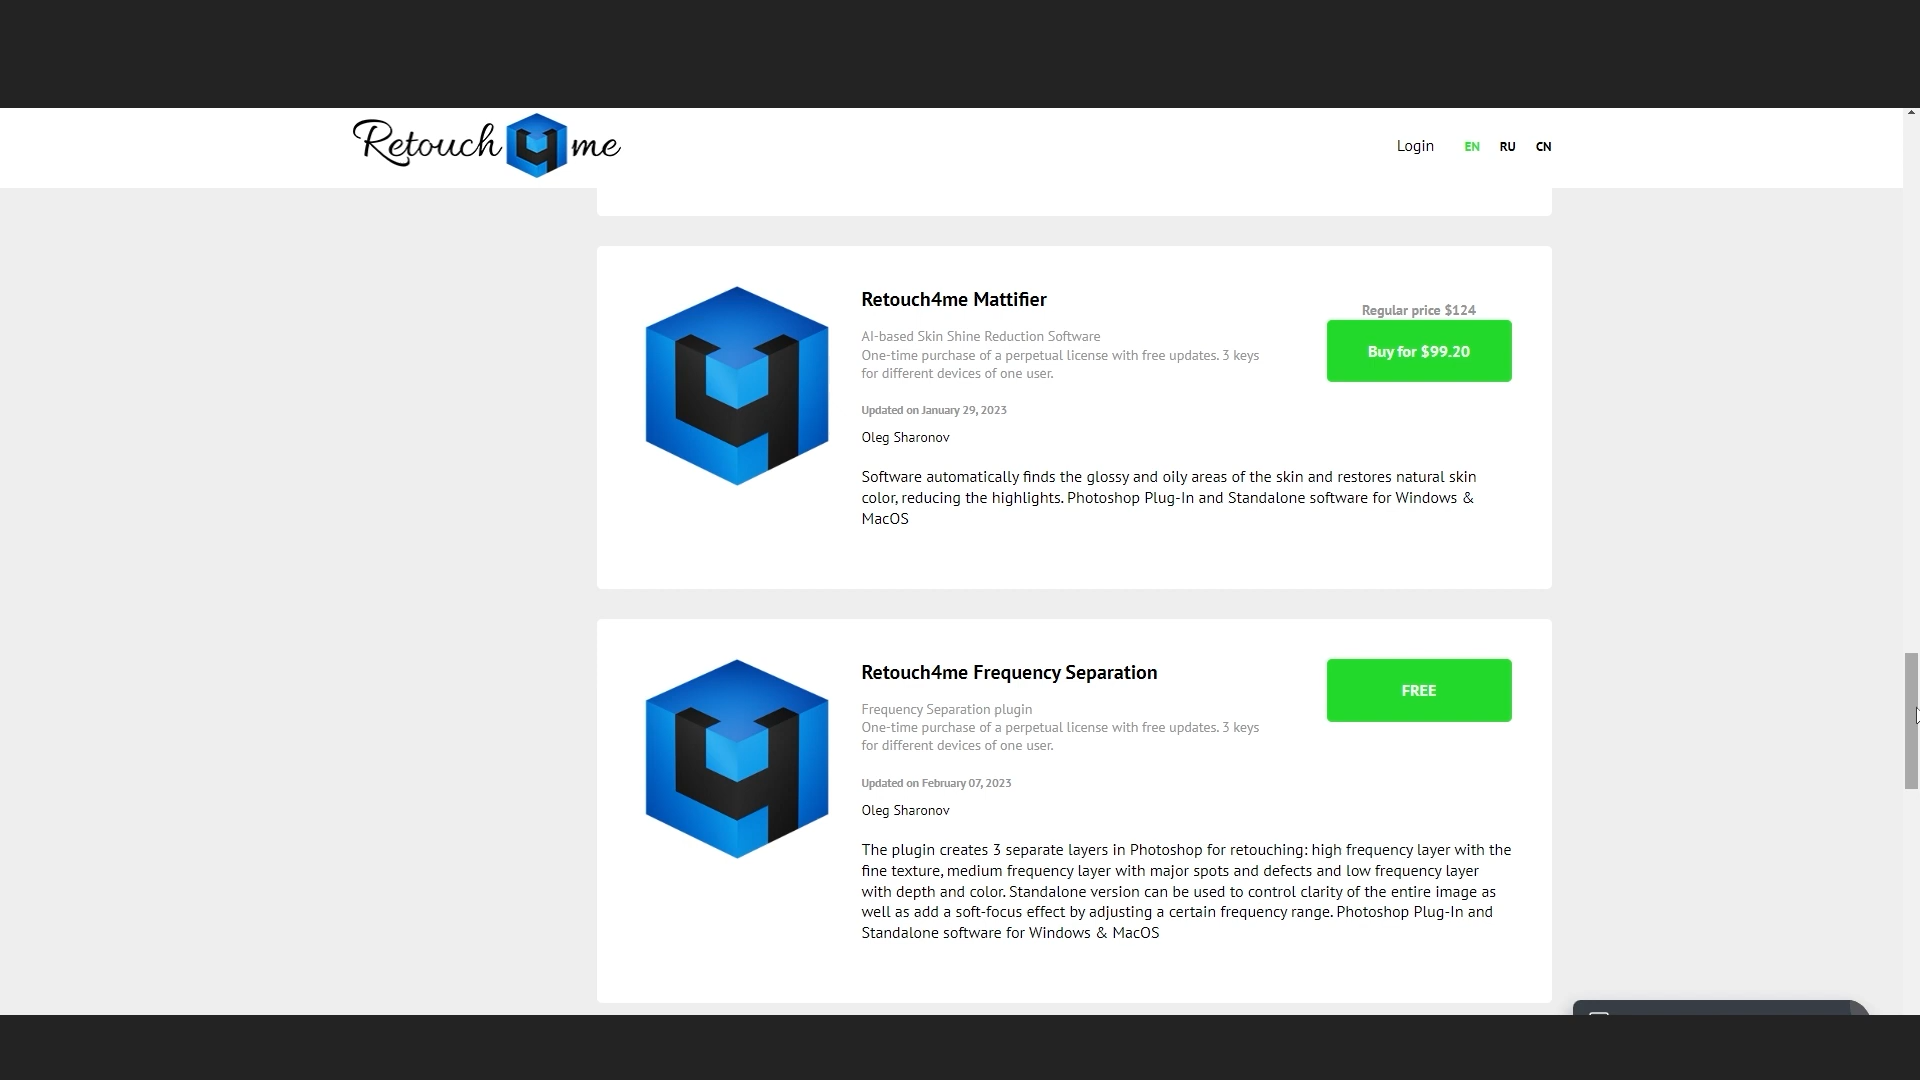 Retouch4me
Login EN RU CN
Retouch4me Mattifier
Regular price $124
Buy for $99.20
AI-based Skin Shine Reduction Software
One-time purchase of a perpetual license with free updates. 3 keys
for different devices of one user.
Updated on January 29, 2023
Oleg Sharonov
Software automatically finds the glossy and oily areas of the skin and restores natural skin
color, reducing the highlights. Photoshop Plug-In and Standalone software for Windows &
MacOS
Retouch4me Frequency Separation
FREE
Frequency Separation plugin
One-time purchase of a perpetual license with free updates. 3 keys
for different devices of one user.
Updated on February 07, 2023
Oleg Sharonov
The plugin creates 3 separate layers in Photoshop for retouching: high frequency layer with the
fine texture, medium frequency layer with major spots and defects and low frequency layer
with depth and color. Standalone version can be used to control clarity of the entire image as
well as add a soft-focus effect by adjusting a certain frequency range. Photoshop Plug-In and
Standalone software for Windows & MacOS